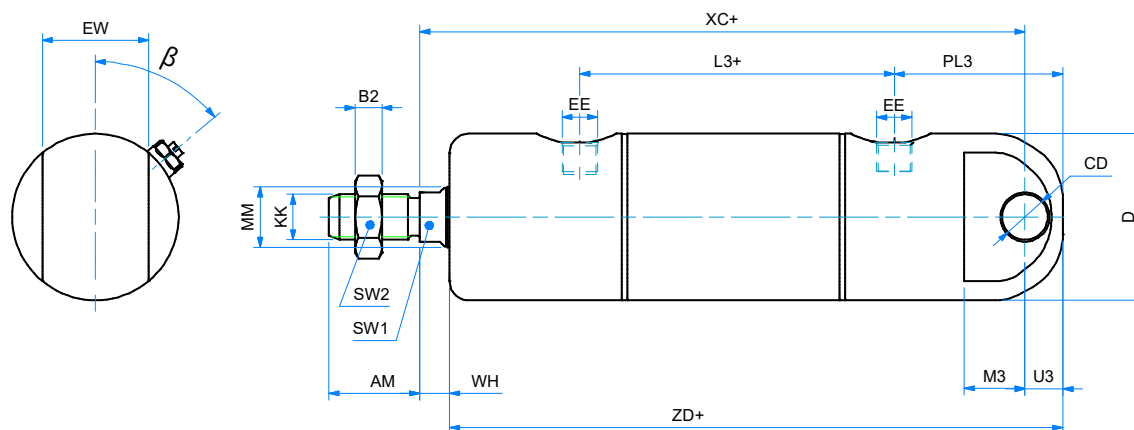 XC+
EW
β
L3+
PL3
B2
EE
EE
CD
MM
KK
D
SW2
SW1
AM
WH
M3
U3
ZD+